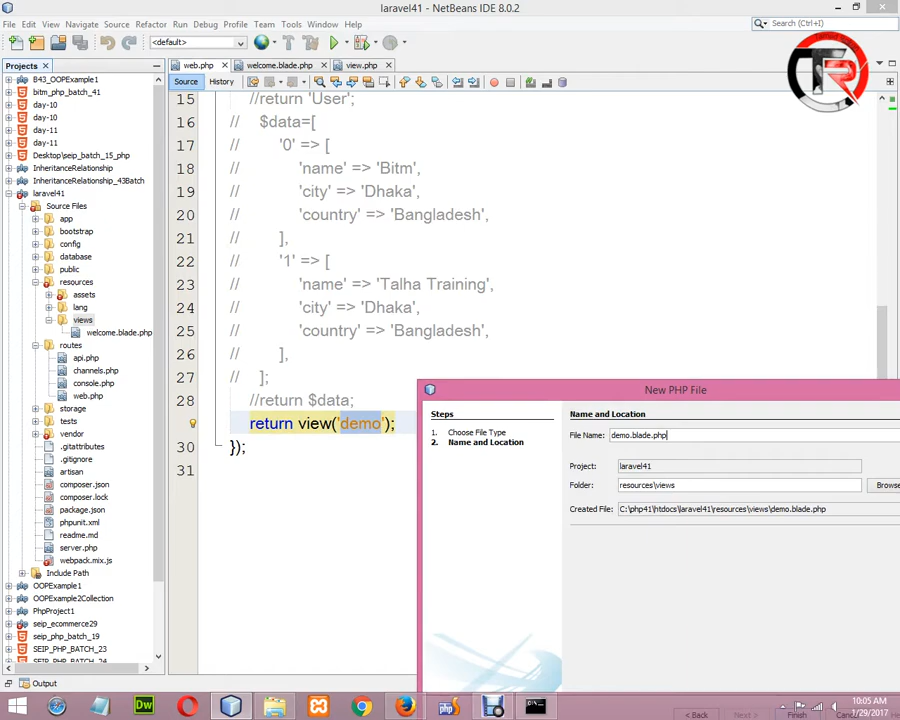 laravel41 - NetBeans IDE 8.0.2
File Edit View Navigate Source Refactor Run Debug Profile Team Tools Window Help
Search (Ctrl+I)
<default>
Projects
web.php welcome.blade.php view.php
Source History
TR
B43_OOPExample1
bitm_php_batch_41
day-10
day-10
day-11
day-11
Desktop\seip_batch_15_php
InheritanceRelationship
InheritanceRelationship_43Batch
laravel41
Source Files
app
bootstrap
config
database
public
resources
assets
lang
views
welcome.blade.php
routes
api.php
channels.php
console.php
web.php
storage
tests
vendor
.gitattributes
.gitignore
artisan
composer.json
composer.lock
package.json
phpunit.xml
readme.md
server.php
webpack.mix.js
Include Path
OOPExample1
OOPExample2Collection
PhpProject1
seip_ecommerce29
seip_php_batch_19
SEIP_PHP_BATCH_23
SEIP_PHP_BATCH_24
Output
15 //return 'User';
16 // $data=[
17 // '0' => [
18 // 'name' => 'Bitm',
19 // 'city' => 'Dhaka',
20 // 'country' => 'Bangladesh',
21 // ],
22 // '1' => [
23 // 'name' => 'Talha Training',
24 // 'city' => 'Dhaka',
25 // 'country' => 'Bangladesh',
26 // ],
27 // ];
28 //return $data;
return view('demo');
30 });
31
New PHP File
Steps
1. Choose File Type
2. Name and Location
Name and Location
File Name: demo.blade.php
Project: laravel41
Folder: resources\views
Browse
Created File: C:\php41\htdocs\laravel41\resources\views\demo.blade.php
< Back Next > Finish Cancel
Dw
php
10:05 AM
1/29/2017